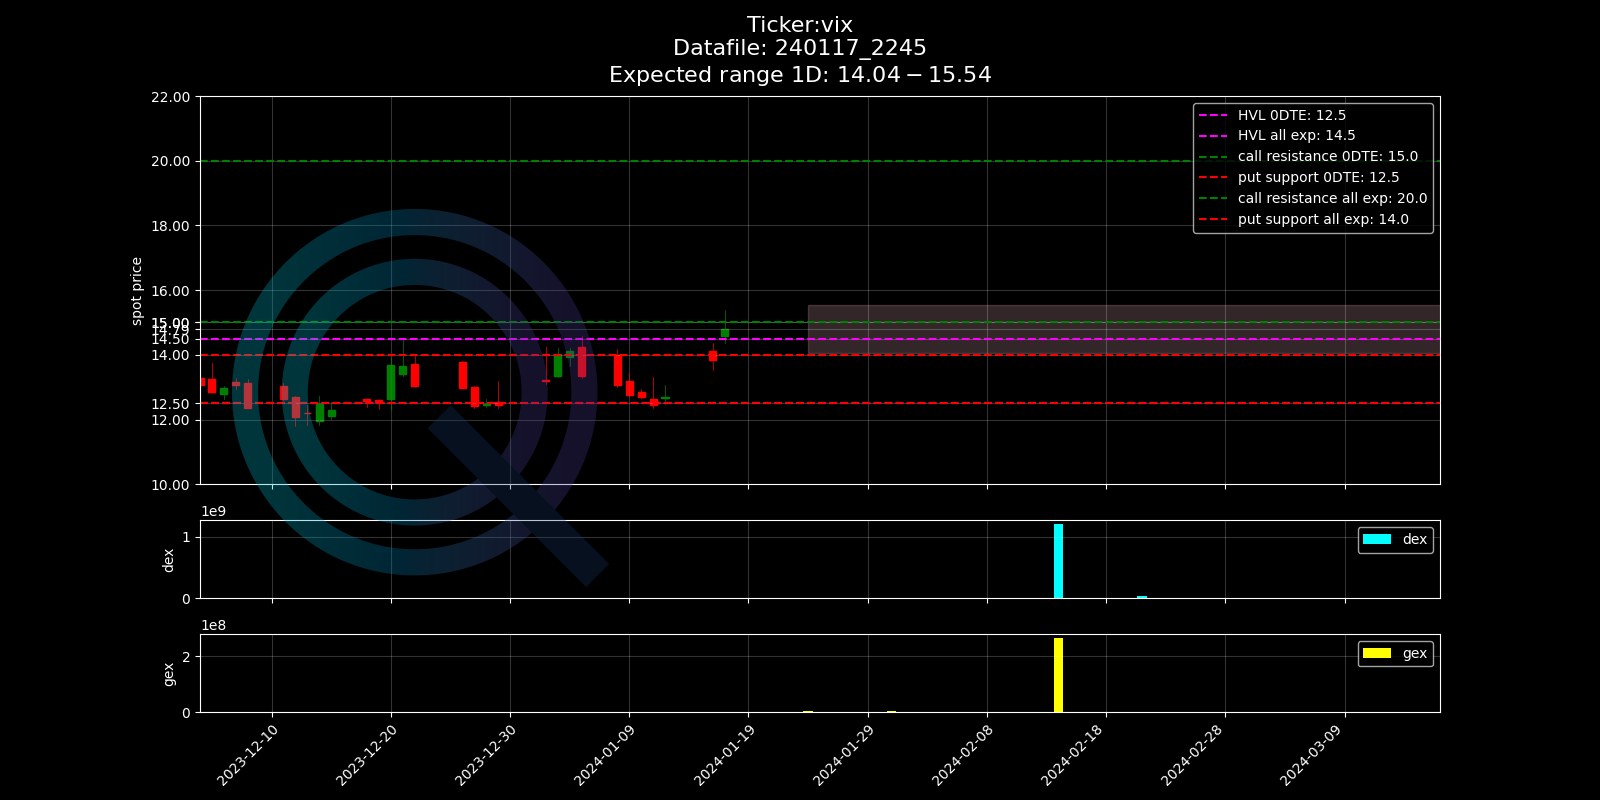 Ticker:vix
Datafile: 240117_2245
Expected range 1D: 14.04 − 15.54
22.00
20.00
18.00
16.00
15.00
14.79
14.50
14.00
12.50
12.00
10.00
spot price
HVL 0DTE: 12.5
HVL all exp: 14.5
call resistance 0DTE: 15.0
put support 0DTE: 12.5
call resistance all exp: 20.0
put support all exp: 14.0
1e9
1
0
dex
dex
1e8
2
0
gex
gex
2023-12-10
2023-12-20
2023-12-30
2024-01-09
2024-01-19
2024-01-29
2024-02-08
2024-02-18
2024-02-28
2024-03-09